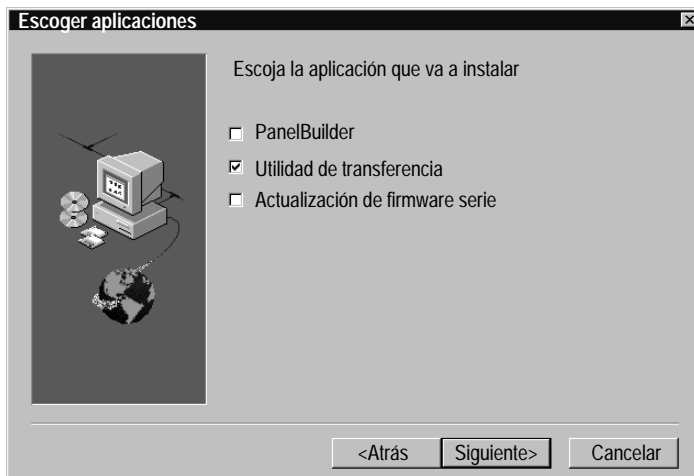 Escoger aplicaciones
Escoja la aplicación que va a instalar
PanelBuilder
Utilidad de transferencia
Actualización de firmware serie
<Atrás Siguiente> Cancelar